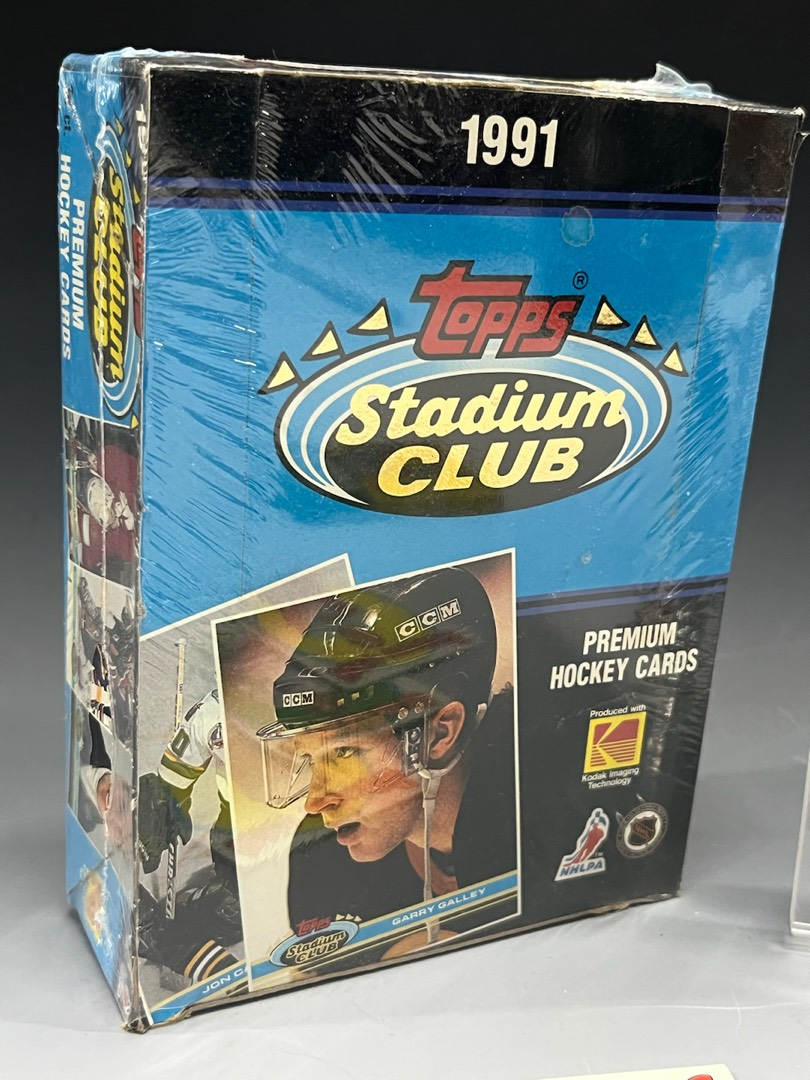 1991
TOPPS®
Stadium
CLUB
PREMIUM
HOCKEY CARDS
Produced with
Kodak Imaging
Technology
NHLPA
CCM
CCM
GARRY GALLEY
TOPPS
Stadium
CLUB
JON
PREMIUM
HOCKEY CARDS
Stadium
CLUB